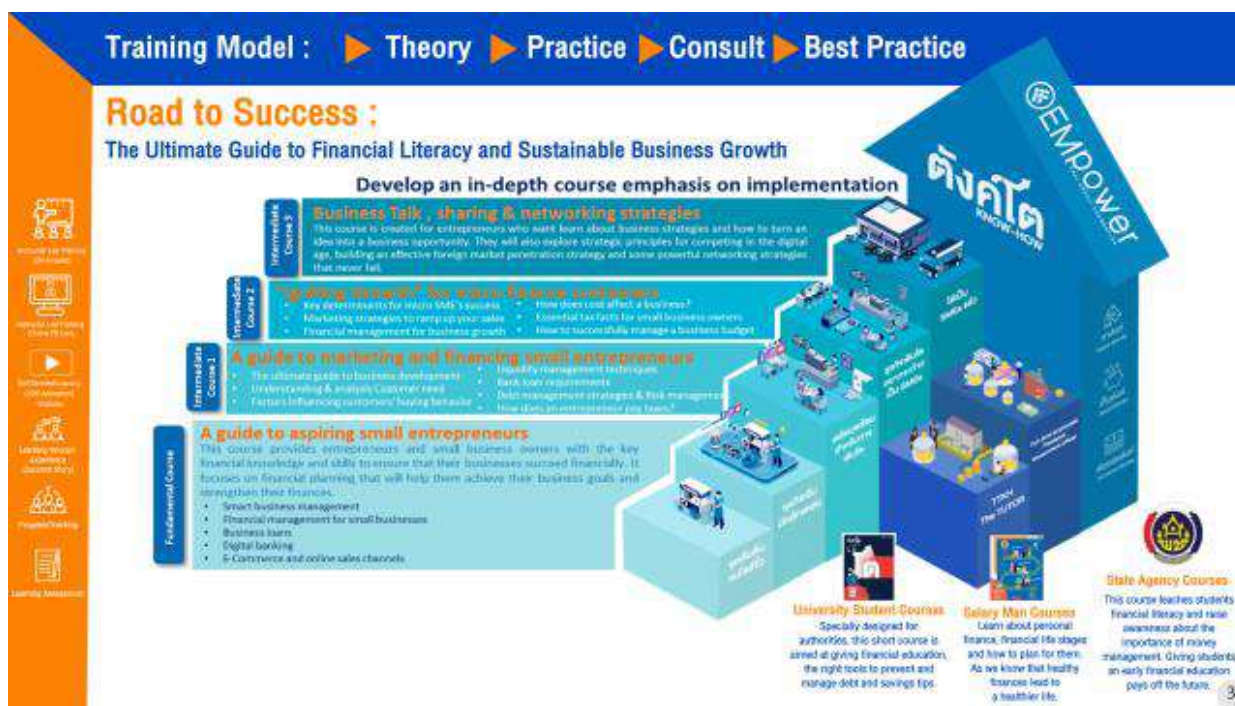 Training Model : Theory Practice Consult Best Practice
Road to Success :
The Ultimate Guide to Financial Literacy and Sustainable Business Growth
Develop an in-depth course emphasis on implementation
Intermediate
Course 3
Business Talk , sharing & networking strategies
This course is created for entrepreneurs who want learn about business strategies and how to turn an
idea into a business opportunity. They will also explore strategic principles for competing in the digital
age, building an effective foreign market penetration strategy and some powerful networking strategies
that never fail.
Intermediate
Course 2
"Igniting Growth" for micro finance customers
• Key determinants for micro SME's success
• Marketing strategies to ramp up your sales
• Financial management for business growth
• How does cost affect a business?
• Essential tax facts for small business owners
• How to successfully manage a business budget
Intermediate
Course 1
A guide to marketing and financing small entrepreneurs
• The ultimate guide to business development
• Understanding & analysis Customer need
• Factors influencing customers' buying behavior
• Liquidity management techniques
• Bank loan requirements
• Debt management strategies & Risk management
• How does an entrepreneur pay taxes?
Fundamental Course
A guide to aspiring small entrepreneurs
This course provides entrepreneurs and small business owners with the key
financial knowledge and skills to ensure that their businesses succeed financially. It
focuses on financial planning that will help them achieve their business goals and
strengthen their finances.
• Smart business management
• Financial management for small businesses
• Business loans
• Digital banking
• E-Commerce and online sales channels
EMpower
ตังค์โต
KNOW-HOW
THE TUTOR
University Student Courses
Specially designed for
authorities, this short course is
aimed at giving financial education,
the right tools to prevent and
manage debt and savings tips.
Salary Man Courses
Learn about personal
finance, financial life stages
and how to plan for them.
As we know that healthy
finances lead to
a healthier life.
State Agency Courses
This course teaches students
financial literacy and raise
awareness about the
importance of money
management. Giving students
an early financial education
pays off the future.
3